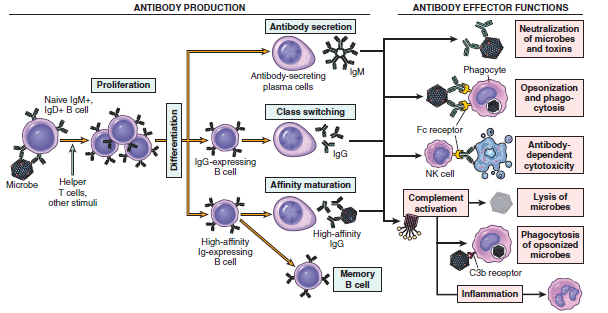 ANTIBODY PRODUCTION
ANTIBODY EFFECTOR FUNCTIONS
Antibody secretion
IgM
Antibody-secreting
plasma cells
Proliferation
Naive IgM+,
IgD+ B cell
Microbe
Helper
T cells,
other stimuli
Differentiation
Class switching
IgG
IgG-expressing
B cell
Affinity maturation
High-affinity
IgG
High-affinity
Ig-expressing
B cell
Memory
B cell
Neutralization
of microbes
and toxins
Phagocyte
Opsonization
and phago-
cytosis
Fc receptor
NK cell
Antibody-
dependent
cytotoxicity
Complement
activation
Lysis of
microbes
Phagocytosis
of opsonized
microbes
C3b receptor
Inflammation